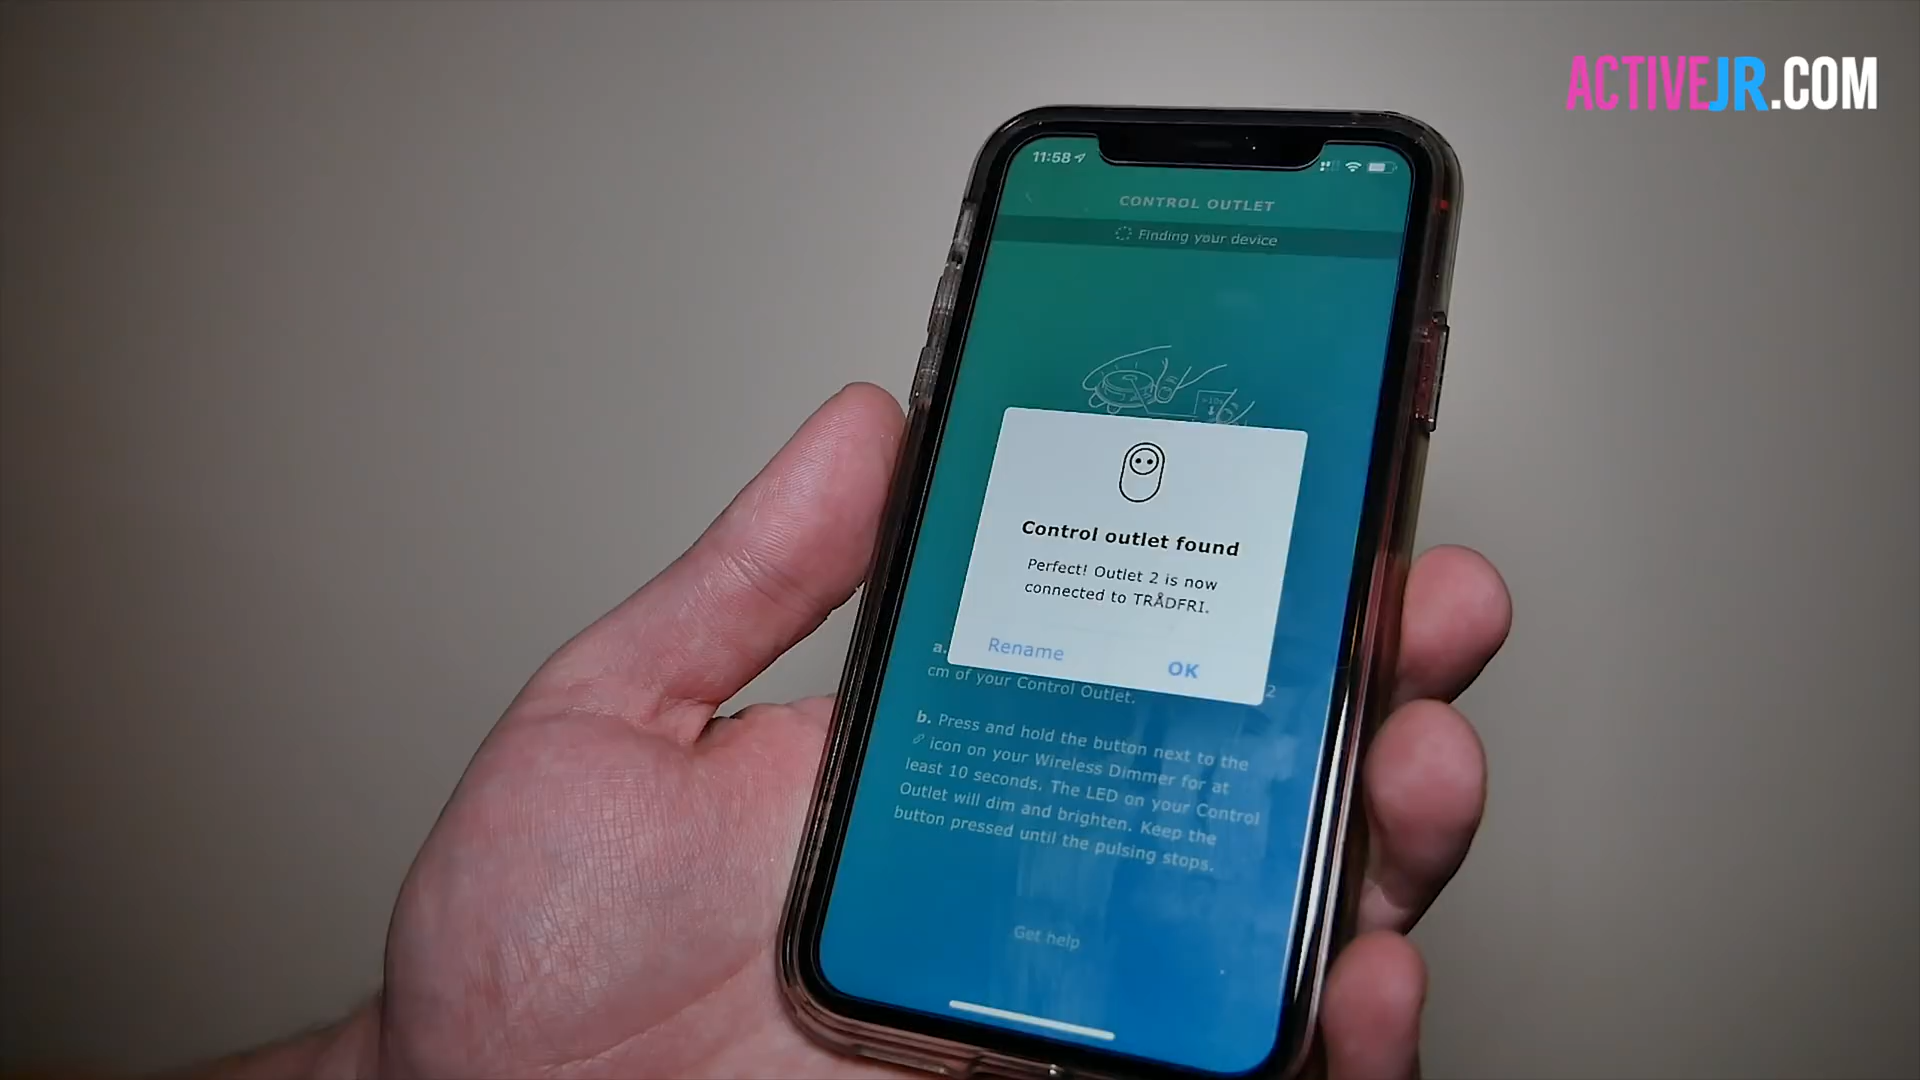 ACTIVEJR.COM
11:58
CONTROL OUTLET
Finding your device
Control outlet found
Perfect! Outlet 2 is now
connected to TRÅDFRI.
Rename
OK
a.
2
cm of your Control Outlet.
b. Press and hold the button next to the
icon on your Wireless Dimmer for at
least 10 seconds. The LED on your Control
Outlet will dim and brighten. Keep the
button pressed until the pulsing stops.
Get help